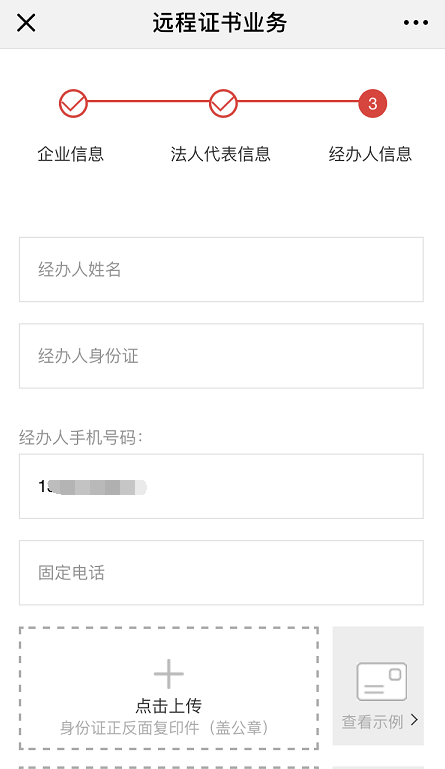 远程证书业务
3
企业信息
法人代表信息
经办人信息
经办人姓名
经办人身份证
经办人手机号码：
固定电话
点击上传
身份证正反面复印件（盖公章）
查看示例